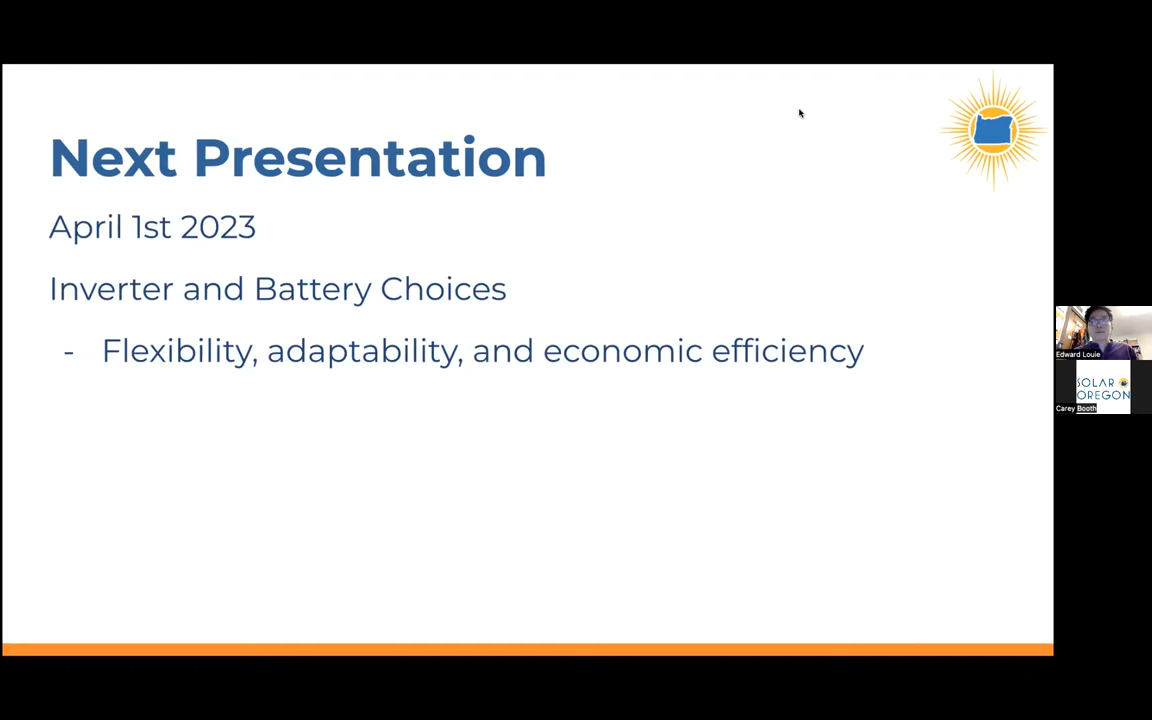 Next Presentation
April 1st 2023
Inverter and Battery Choices
- Flexibility, adaptability, and economic efficiency
Edward Louie
SOLAR
OREGON
Carey Booth